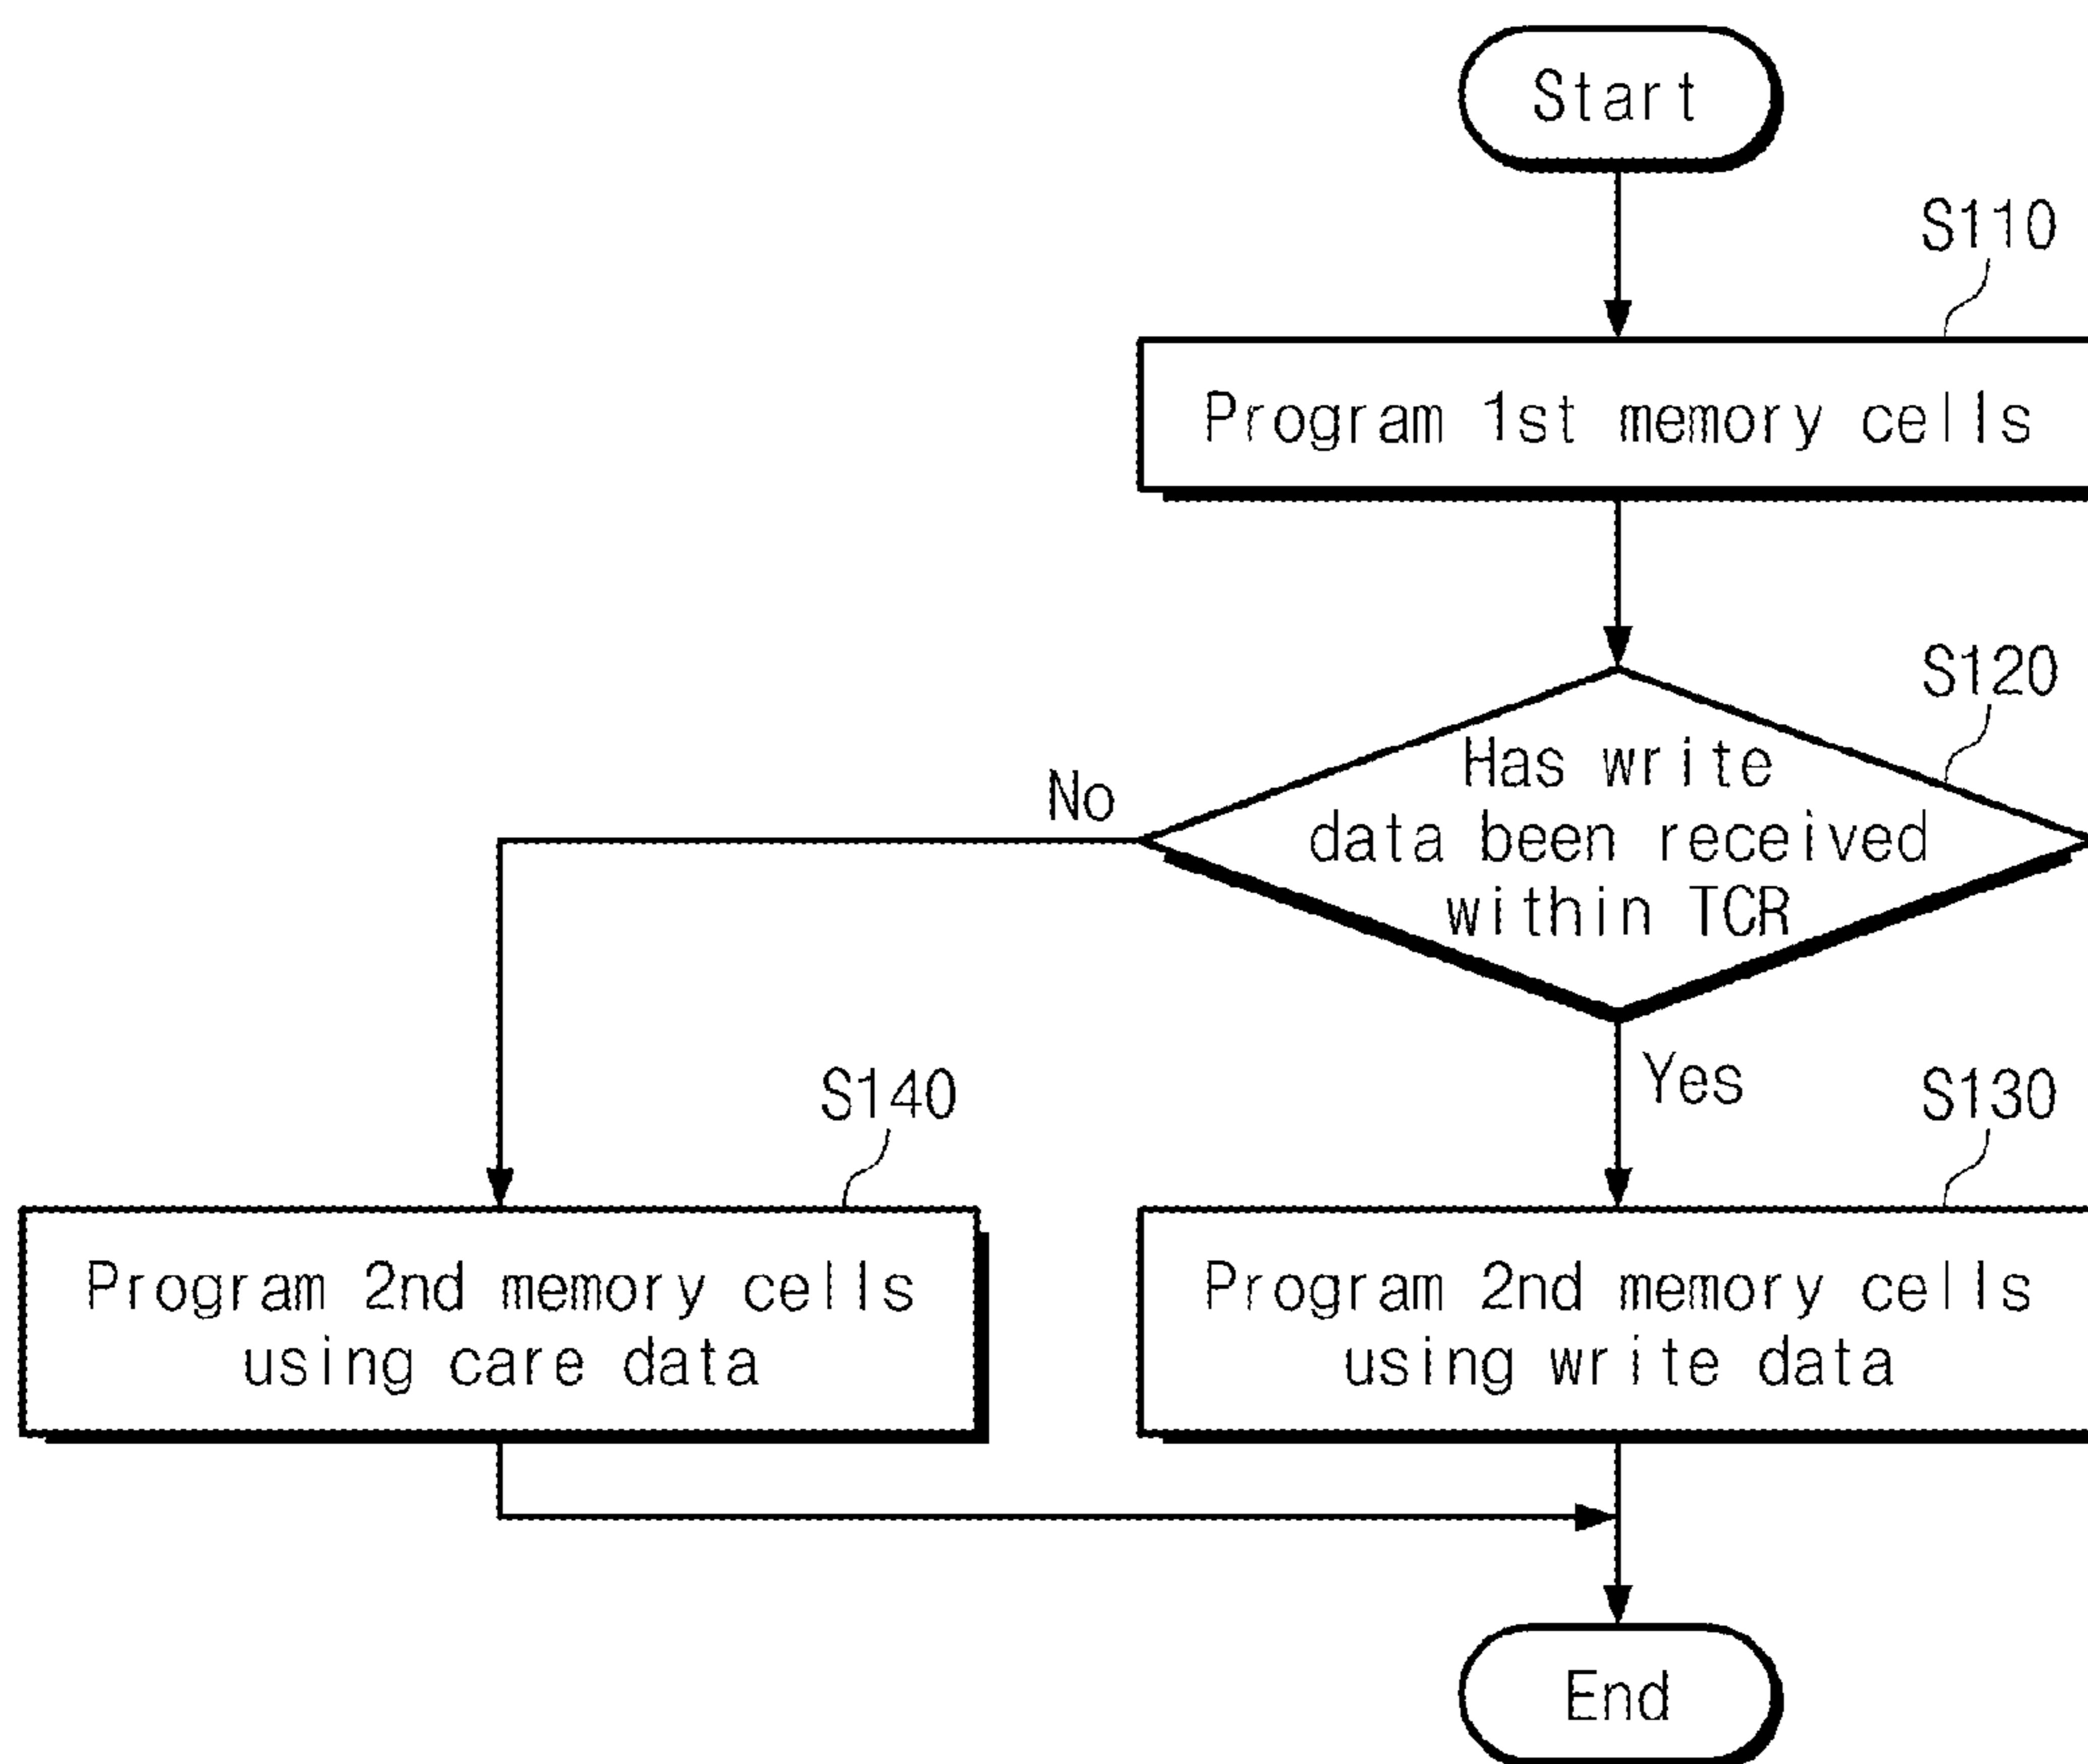 Start
S110
Program 1st memory cells
S120
Has write
data been received
within TCR
No
Yes
S140
S130
Program 2nd memory cells
using care data
Program 2nd memory cells
using write data
End